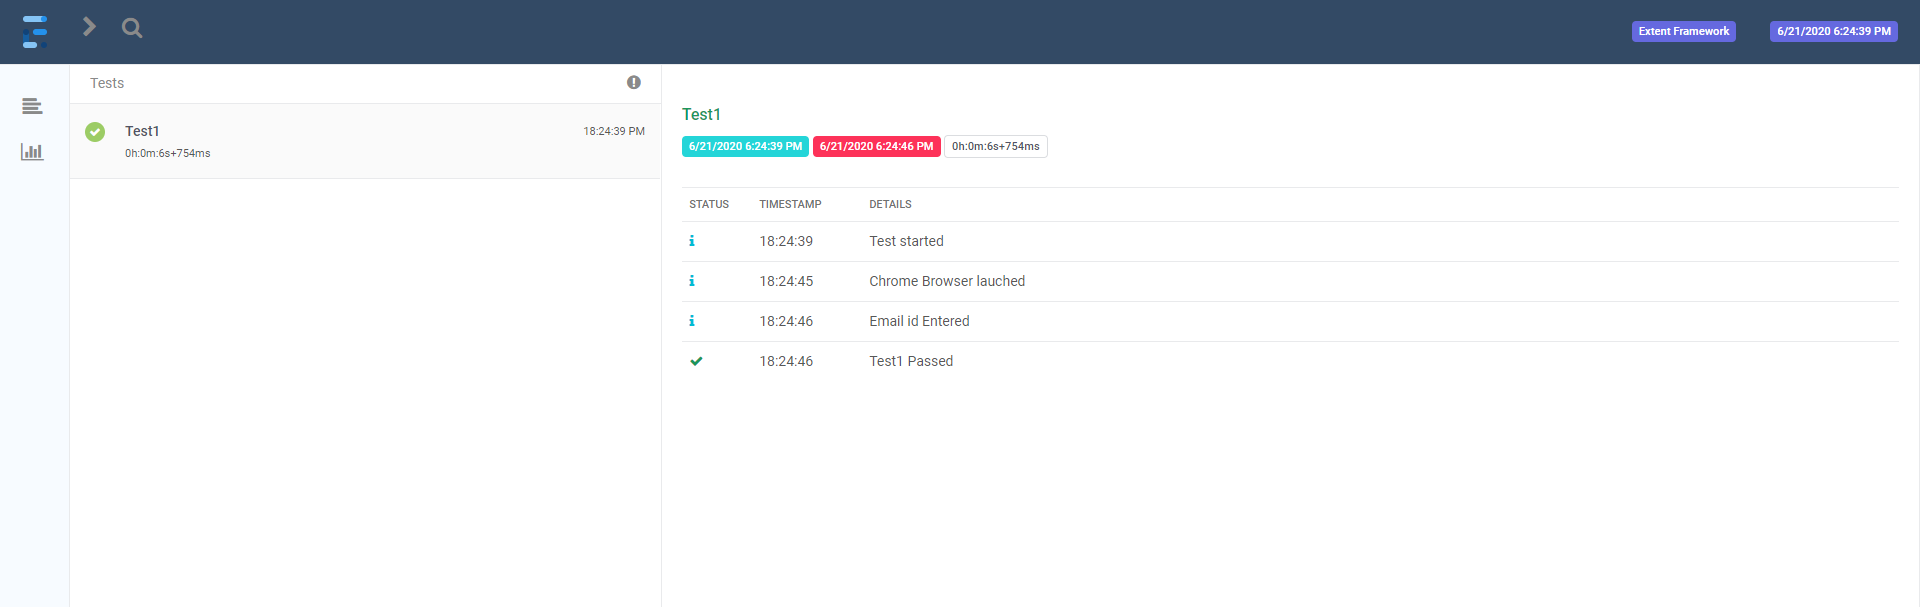 Extent Framework 6/21/2020 6:24:39 PM
Tests
Test1 18:24:39 PM
0h:0m:6s+754ms
Test1
6/21/2020 6:24:39 PM 6/21/2020 6:24:46 PM 0h:0m:6s+754ms
STATUS TIMESTAMP DETAILS
18:24:39 Test started
18:24:45 Chrome Browser lauched
18:24:46 Email id Entered
18:24:46 Test1 Passed